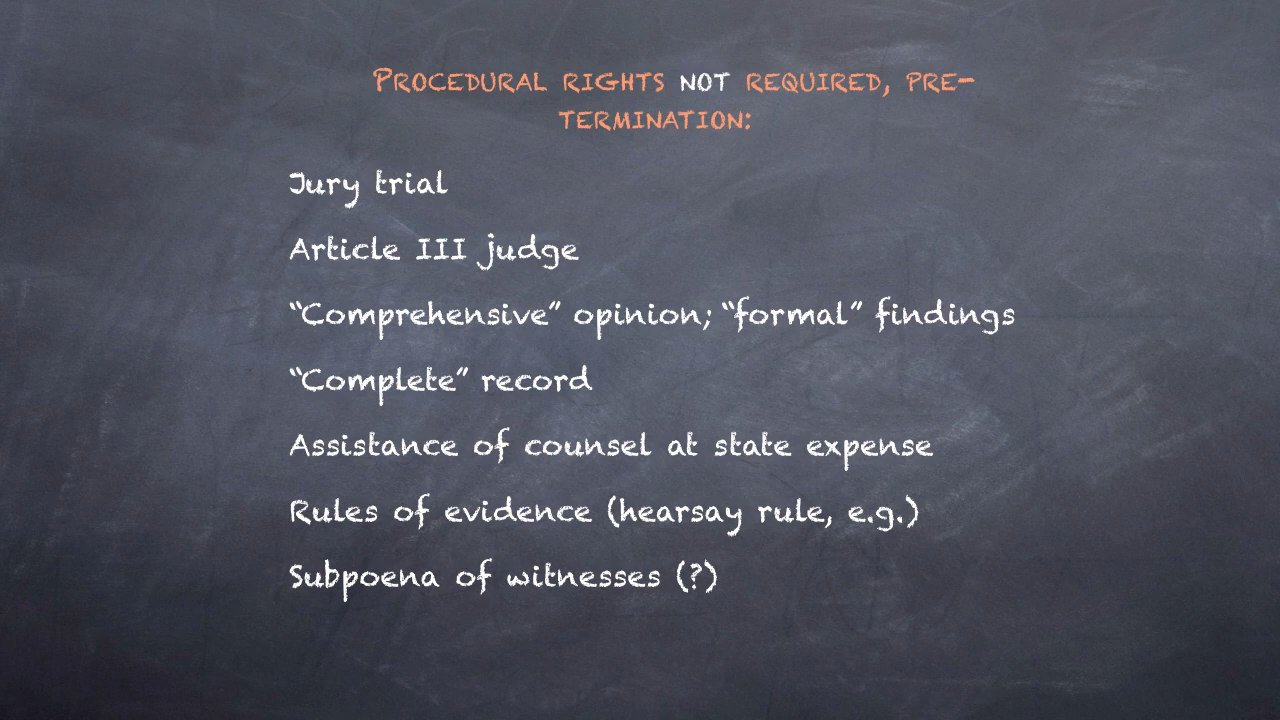 Procedural rights not required, pre-
termination:
Jury trial
Article III judge
“Comprehensive” opinion; “formal” findings
“Complete” record
Assistance of counsel at state expense
Rules of evidence (hearsay rule, e.g.)
Subpoena of witnesses (?)